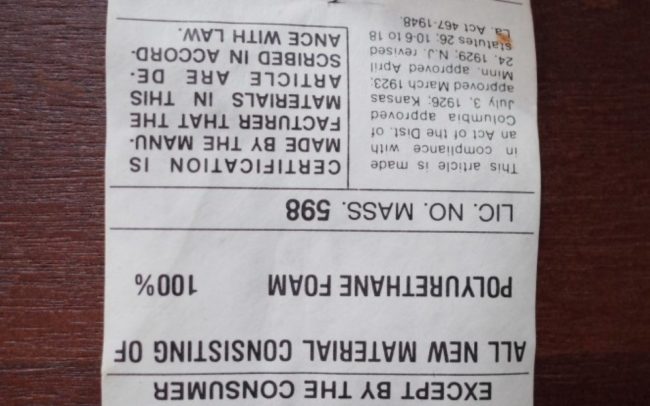 EXCEPT BY THE CONSUMER
ALL NEW MATERIAL CONSISTING OF
POLYURETHANE FOAM 100%
LIC. NO. MASS. 598
This article is made
in compliance with
an Act of the Dist. of
Columbia approved
July 3, 1926; Kansas
approved March 1923;
Minn. approved April
24, 1929; N.J. revised
statutes 26; 10-6 to 18
La. Act 467-1948.
CERTIFICATION IS
MADE BY THE MANU-
FACTURER THAT THE
MATERIALS IN THIS
ARTICLE ARE DE-
SCRIBED IN ACCORD-
ANCE WITH LAW.